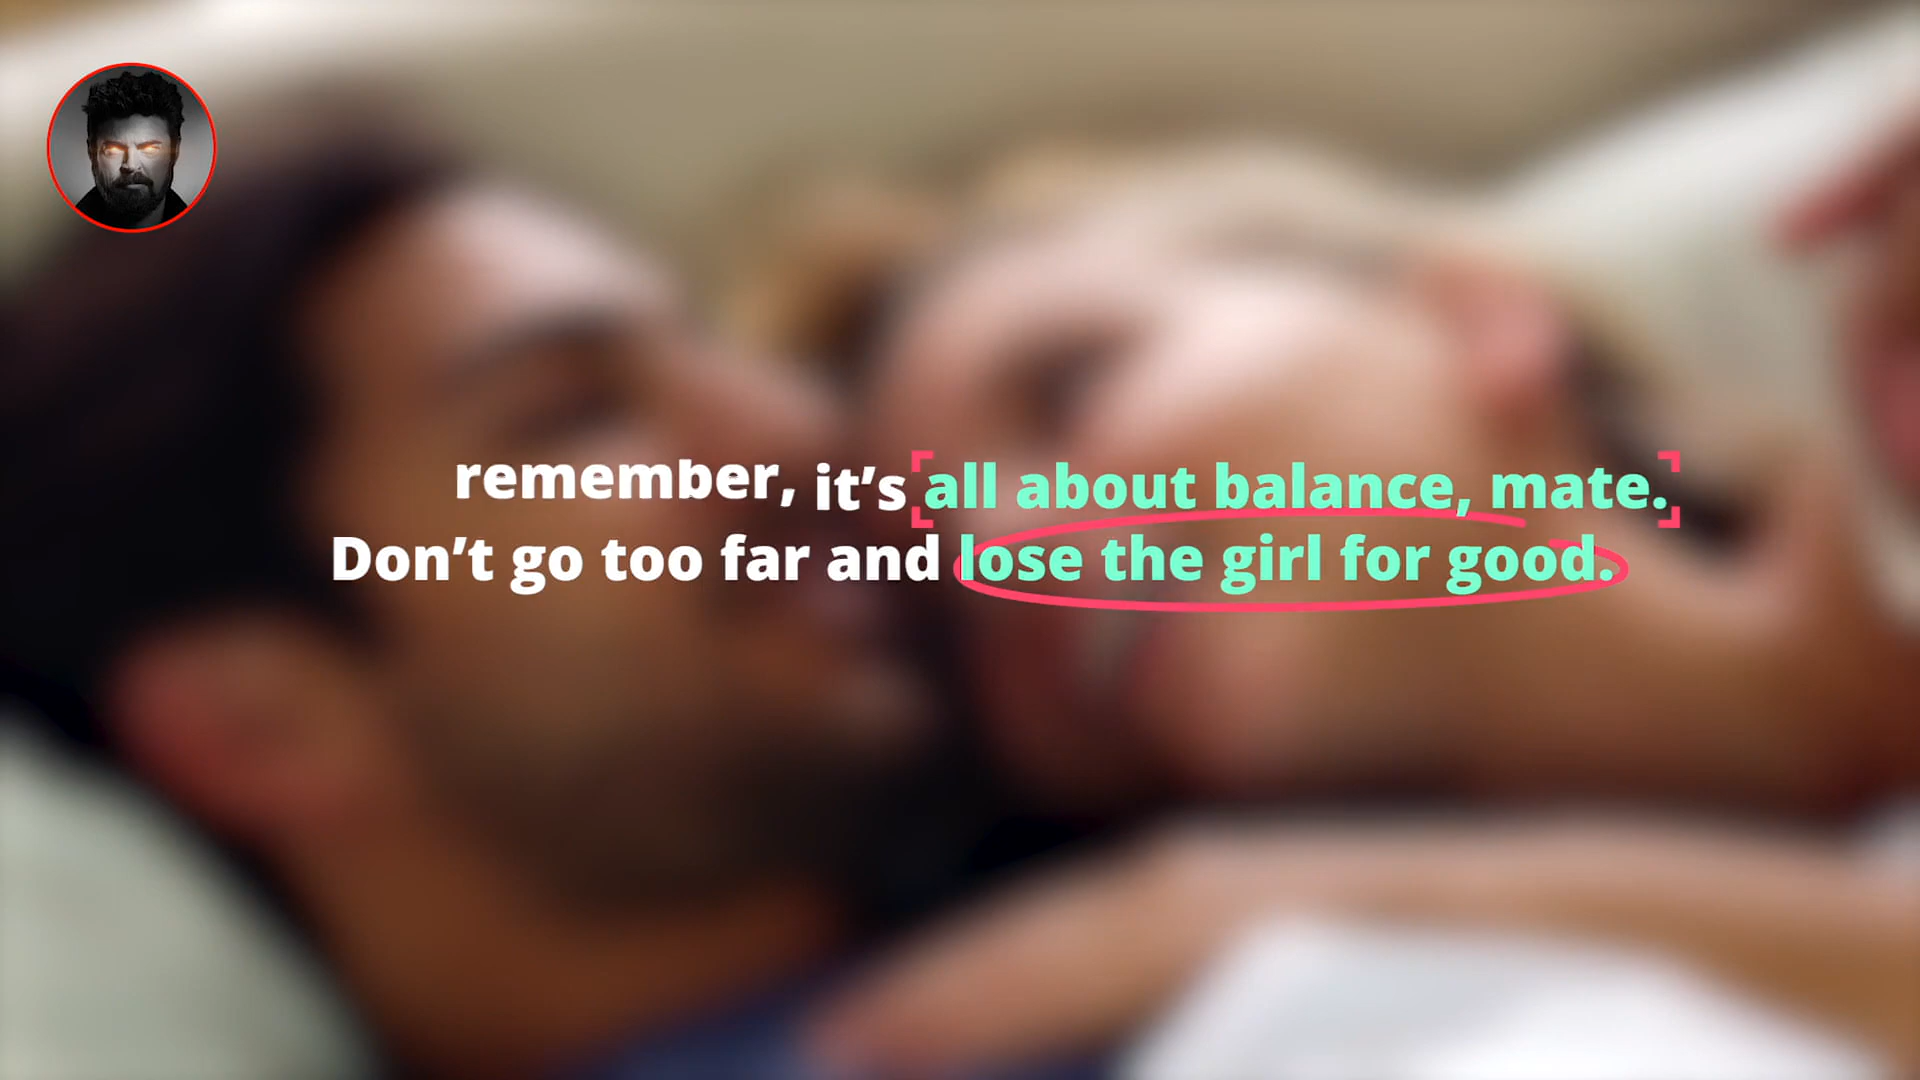 remember, it’s all about balance, mate.
Don’t go too far and lose the girl for good.